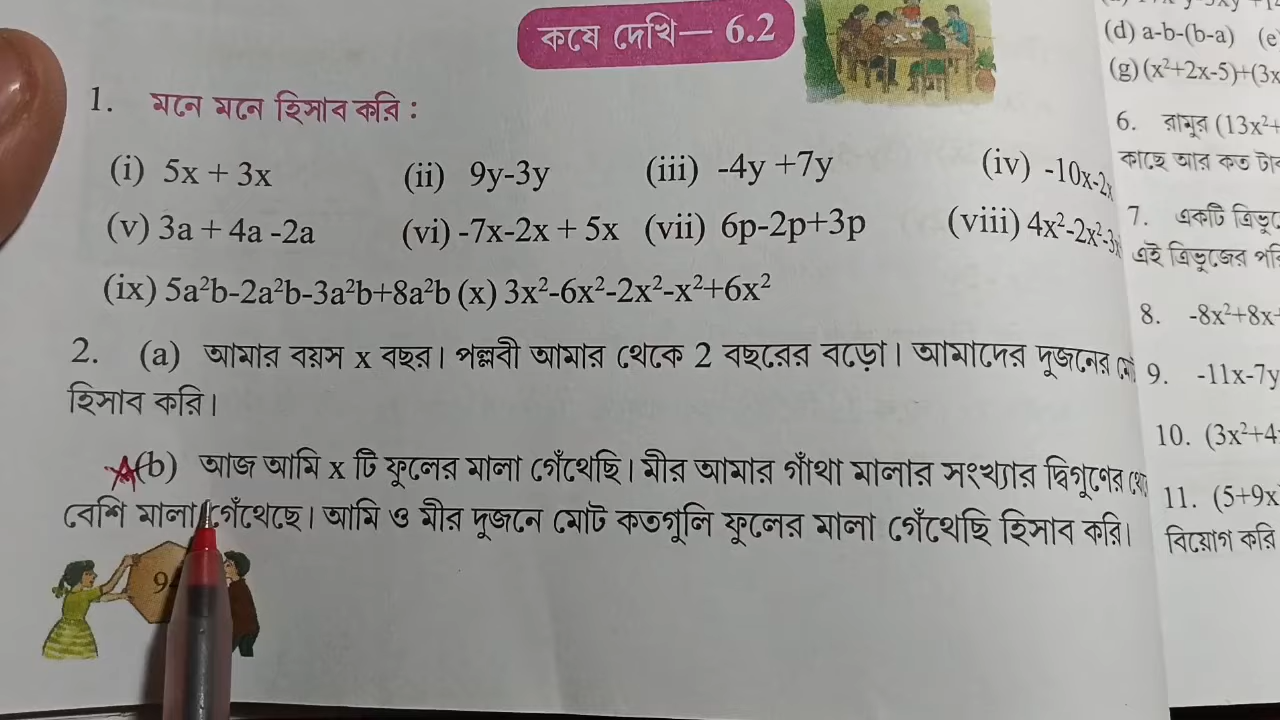 কষে দেখি— 6.2
1. মনে মনে হিসাব করি :
(i) 5x + 3x (ii) 9y-3y (iii) -4y +7y (iv) -10x-2x
(v) 3a + 4a -2a (vi) -7x-2x + 5x (vii) 6p-2p+3p (viii) 4x²-2x²-3x
(ix) 5a²b-2a²b-3a²b+8a²b (x) 3x²-6x²-2x²-x²+6x²
2. (a) আমার বয়স x বছর। পল্লবী আমার থেকে 2 বছরের বড়ো। আমাদের দুজনের
হিসাব করি।
(b) আজ আমি x টি ফুলের মালা গেঁথেছি। মীর আমার গাঁথা মালার সংখ্যার দ্বিগুণের
বেশি মালা গেঁথেছে। আমি ও মীর দুজনে মোট কতগুলি ফুলের মালা গেঁথেছি হিসাব করি।
(d) a-b-(b-a) (e
(g) (x²+2x-5)+(3x
6. রামুর (13x²+
কাছে আর কত
7. একটি
এই ত্রিভুজের
8. -8x²+8x-
9. -11x-7y
10. (3x²+4
11. (5+9x
বিয়োগ করি